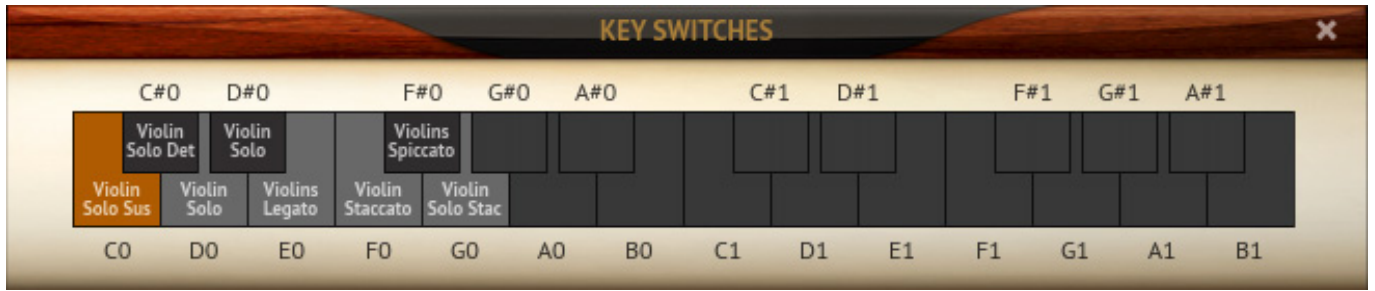 KEY SWITCHES
C#0 D#0 F#0 G#0 A#0 C#1 D#1 F#1 G#1 A#1
Violin
Solo Det
Violin
Solo
Violins
Spiccato
Violin
Solo Sus
Violin
Solo
Violins
Legato
Violin
Staccato
Violin
Solo Stac
C0 D0 E0 F0 G0 A0 B0 C1 D1 E1 F1 G1 A1 B1